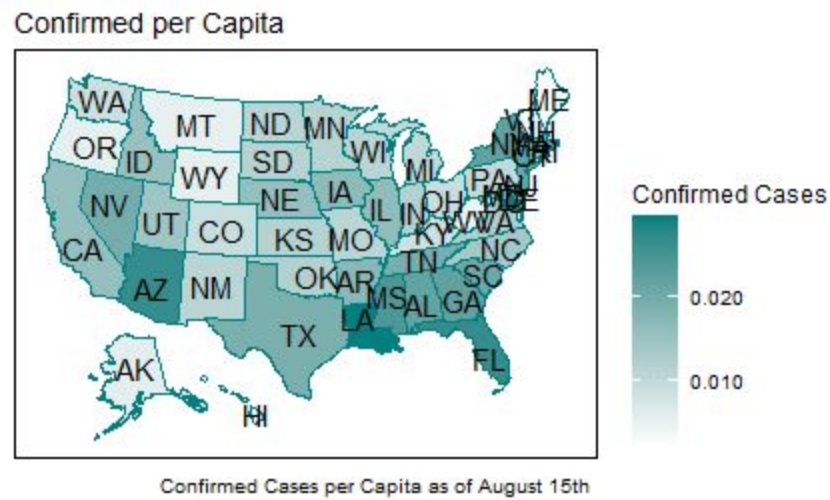 Confirmed per Capita
ME
WA
MT
ND
MN
OR
ID
SD
WI
MI
WY
NE
IA
PA
NV
UT
CO
IL
IN
OH
KS
MO
KY
WV
VA
CA
AZ
NM
OK
AR
TN
NC
SC
TX
LA
MS
AL
GA
FL
AK
HI
Confirmed Cases
0.020
0.010
Confirmed Cases per Capita as of August 15th